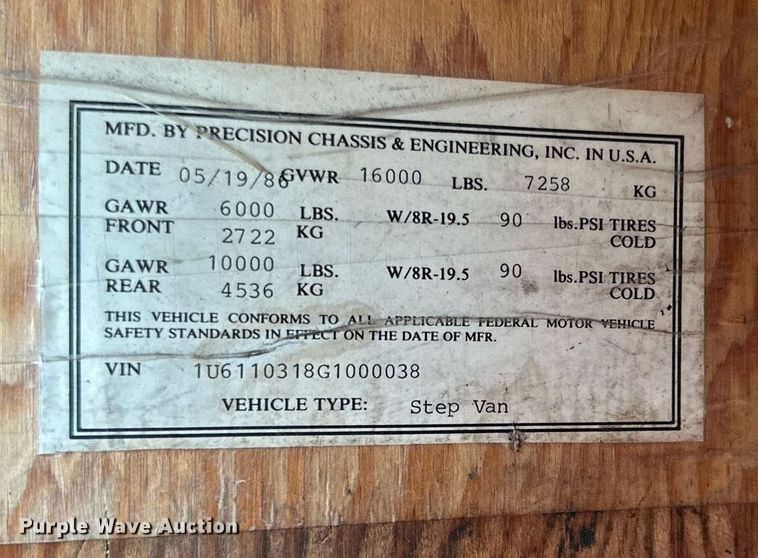 MFD. BY PRECISION CHASSIS & ENGINEERING, INC. IN U.S.A.
DATE 05/19/86 GVWR 16000 LBS. 7258 KG
GAWR 6000 LBS. W/8R-19.5 90 lbs.PSI TIRES
FRONT 2722 KG COLD
GAWR 10000 LBS. W/8R-19.5 90 lbs.PSI TIRES
REAR 4536 KG COLD
THIS VEHICLE CONFORMS TO ALL APPLICABLE FEDERAL MOTOR VEHICLE
SAFETY STANDARDS IN EFFECT ON THE DATE OF MFR.
VIN 1U6110318G1000038
VEHICLE TYPE: Step Van
Purple Wave Auction